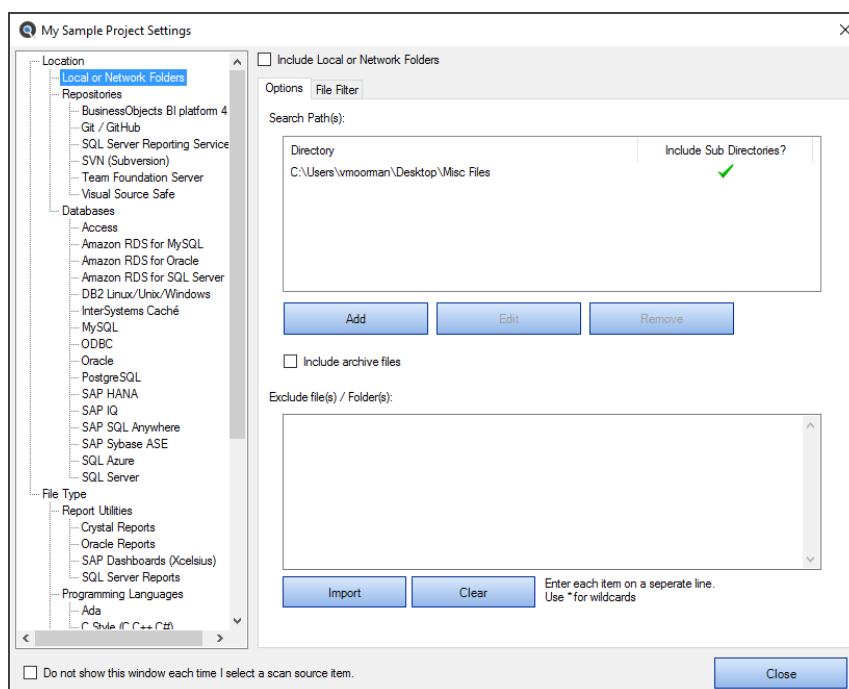 My Sample Project Settings
Location
Local or Network Folders
Repositories
BusinessObjects BI platform 4
Git / GitHub
SQL Server Reporting Service
SVN (Subversion)
Team Foundation Server
Visual Source Safe
Databases
Access
Amazon RDS for MySQL
Amazon RDS for Oracle
Amazon RDS for SQL Server
DB2 Linux/Unix/Windows
InterSystems Caché
MySQL
ODBC
Oracle
PostgreSQL
SAP HANA
SAP IQ
SAP SQL Anywhere
SAP Sybase ASE
SQL Azure
SQL Server
File Type
Report Utilities
Crystal Reports
Oracle Reports
SAP Dashboards (Xcelsius)
SQL Server Reports
Programming Languages
Ada
C Style (C C++ C#)
Include Local or Network Folders
Options File Filter
Search Path(s):
Directory Include Sub Directories?
C:\Users\vmoorman\Desktop\Misc Files
Add Edit Remove
Include archive files
Exclude file(s) / Folder(s):
Import Clear
Enter each item on a seperate line.
Use * for wildcards
Do not show this window each time I select a scan source item.
Close